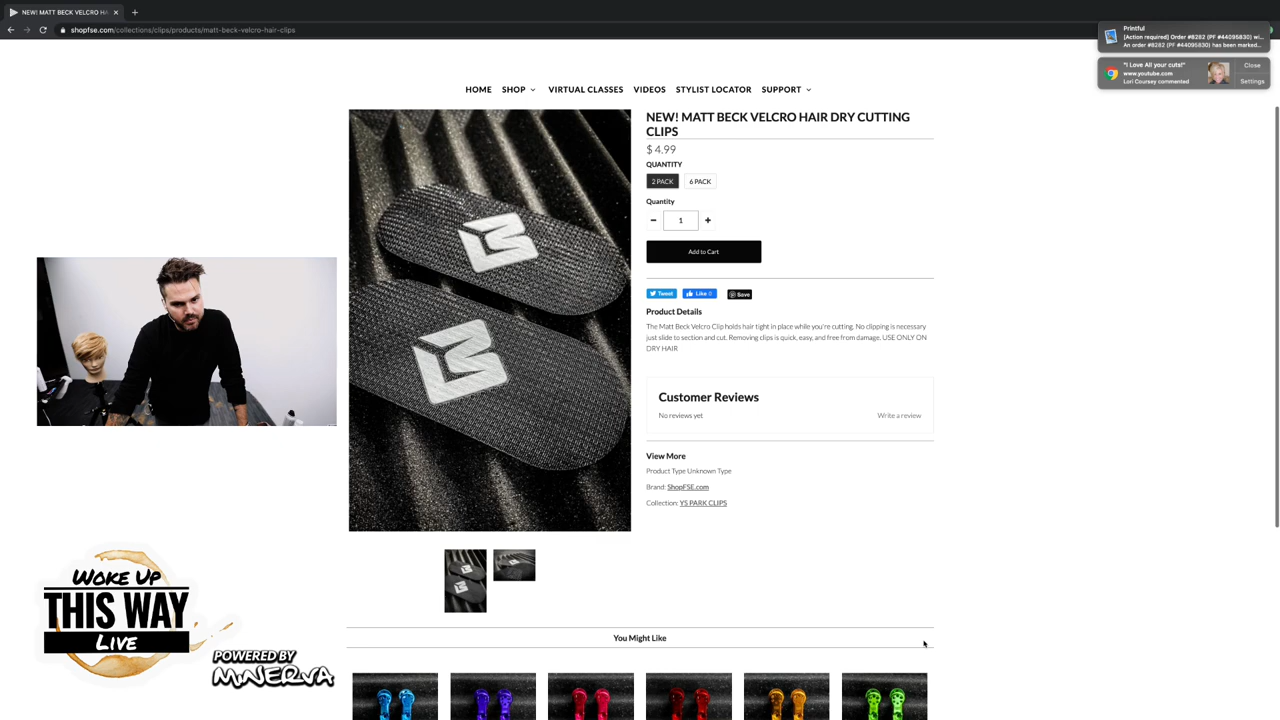 NEW! MATT BECK VELCRO HA
shopfse.com/collections/clips/products/matt-beck-velcro-hair-clips
Printful
[Action required] Order #8282 (PF #44095830) wi...
An order #8282 (PF #44095830) has been marked...
"I Love All your cuts!"
www.youtube.com
Lori Coursey commented
Close
Settings
HOME SHOP VIRTUAL CLASSES VIDEOS STYLIST LOCATOR SUPPORT
NEW! MATT BECK VELCRO HAIR DRY CUTTING
CLIPS
$ 4.99
QUANTITY
2 PACK 6 PACK
Quantity
− 1 +
Add to Cart
Tweet Like 0 Save
Product Details
The Matt Beck Velcro Clip holds hair tight in place while you're cutting. No clipping is necessary
just slide to section and cut. Removing clips is quick, easy, and free from damage. USE ONLY ON
DRY HAIR
Customer Reviews
No reviews yet Write a review
View More
Product Type Unknown Type
Brand: ShopFSE.com
Collection: YS PARK CLIPS
WOKE UP
THIS WAY
LIVE
POWERED BY
MINERVA
You Might Like